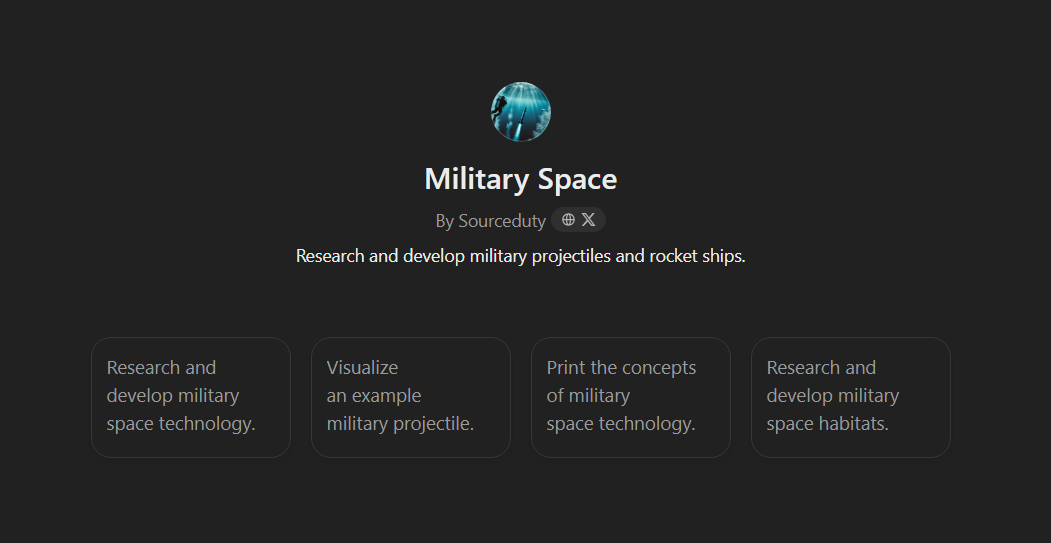 Military Space
By Sourceduty
Research and develop military projectiles and rocket ships.
Research and
develop military
space technology.
Visualize
an example
military projectile.
Print the concepts
of military
space technology.
Research and
develop military
space habitats.